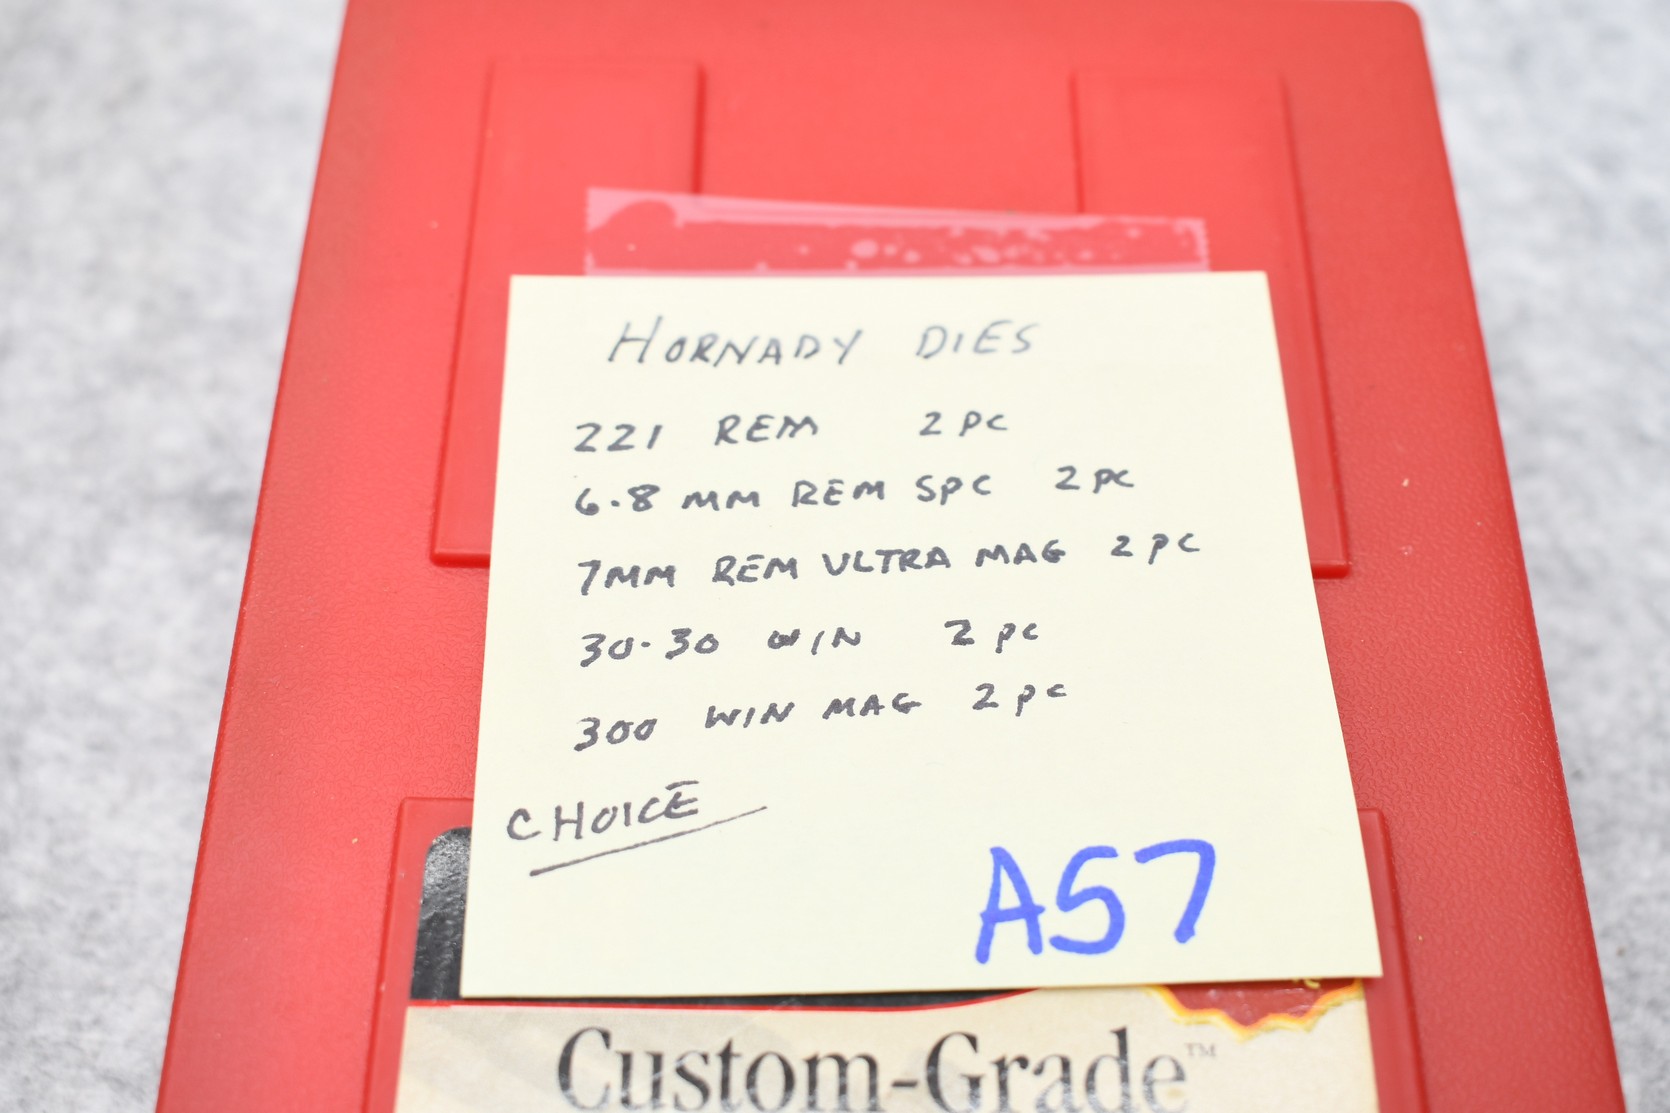 HORNADY DIES
221 REM 2 PC
6.8 MM REM SPC 2 PC
7MM REM ULTRA MAG 2 PC
30-30 WIN 2 PC
300 WIN MAG 2 PC
CHOICE
A57
Custom-Grade™